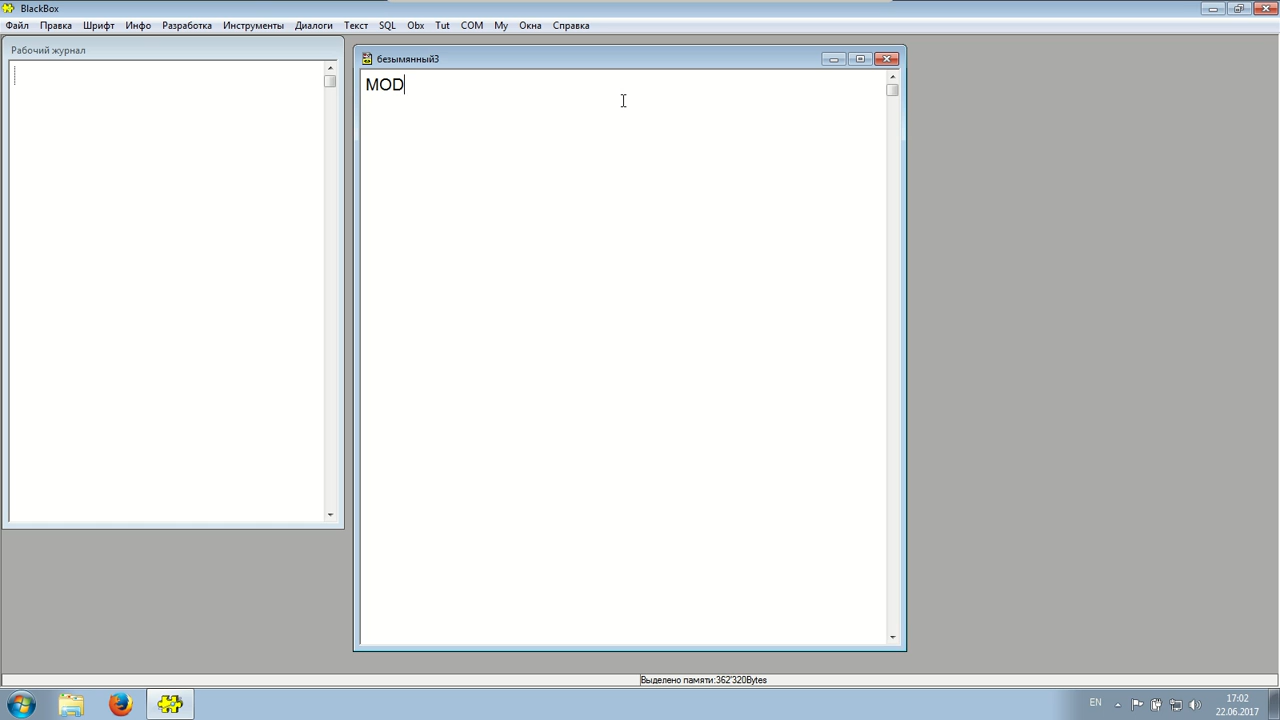 BlackBox
Файл Правка Шрифт Инфо Разработка Инструменты Диалоги Текст SQL Obx Tut COM My Окна Справка
Рабочий журнал
безымянный3
MOD
Выделено памяти:362'320Bytes
EN
17:02
22.06.2017